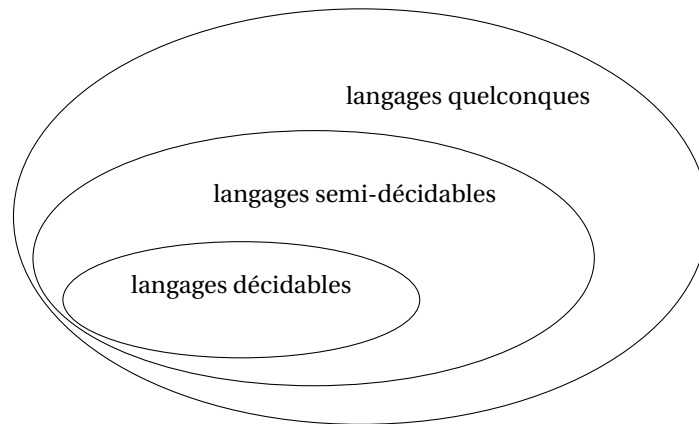 langages quelconques
langages semi-décidables
langages décidables